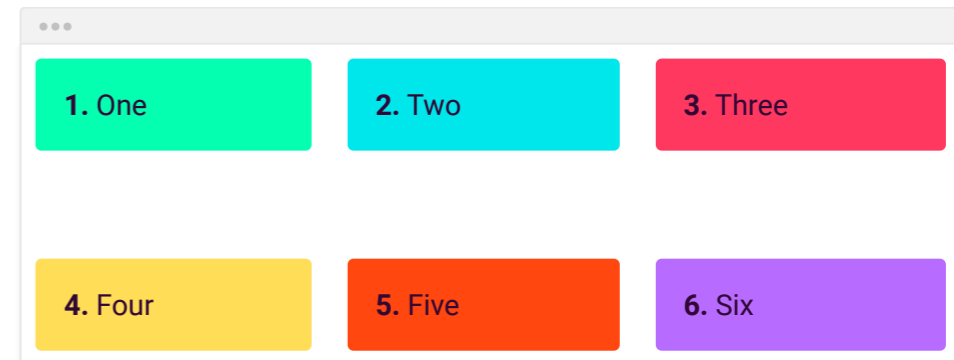 1. One
2. Two
3. Three
4. Four
5. Five
6. Six